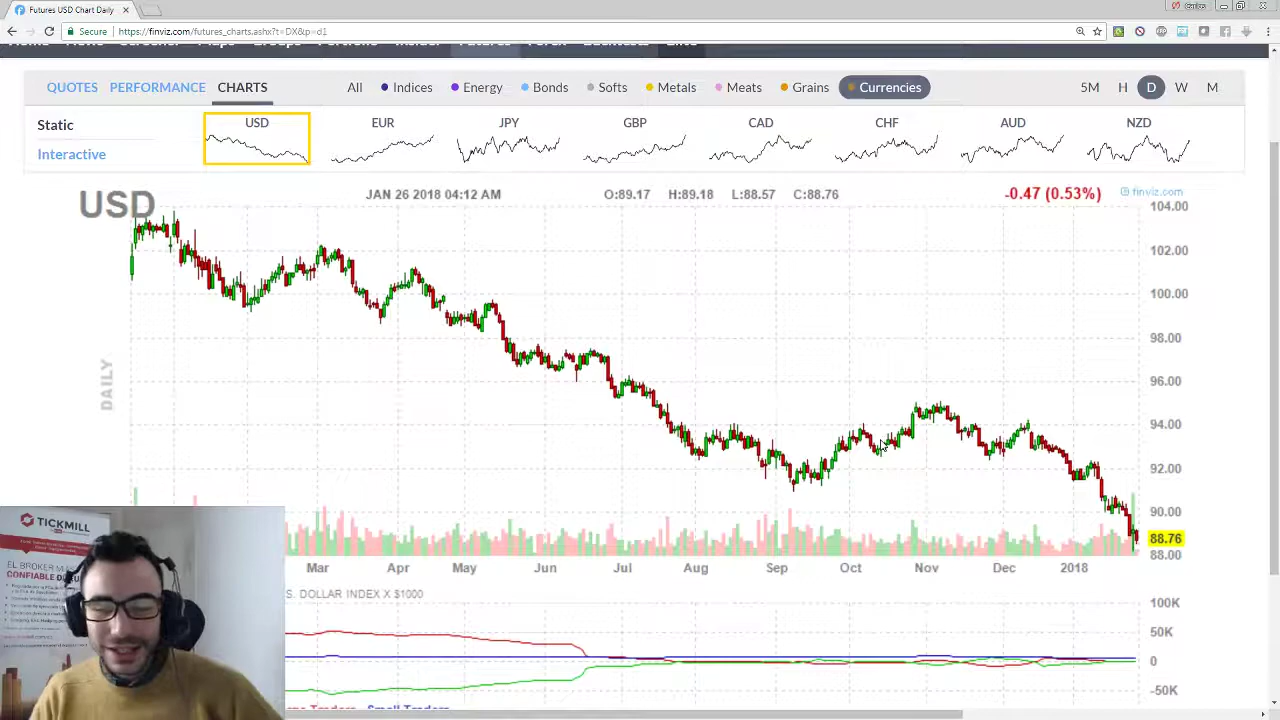 Futures USD Chart Daily
Secure | https://finviz.com/futures_charts.ashx?t=DX&p=d1
QUOTES PERFORMANCE CHARTS All Indices Energy Bonds Softs Metals Meats Grains Currencies 5M H D W M
Static
Interactive
USD EUR JPY GBP CAD CHF AUD NZD
USD JAN 26 2018 04:12 AM O:89.17 H:89.18 L:88.57 C:88.76 -0.47 (0.53%) finviz.com
104.00
102.00
100.00
98.00
96.00
94.00
92.00
90.00
88.76
88.00
DAILY
Mar Apr May Jun Jul Aug Sep Oct Nov Dec 2018
S. DOLLAR INDEX X $1000
100K
50K
0
-50K
TICKMILL
EL BROKER M
CONFIABLE D